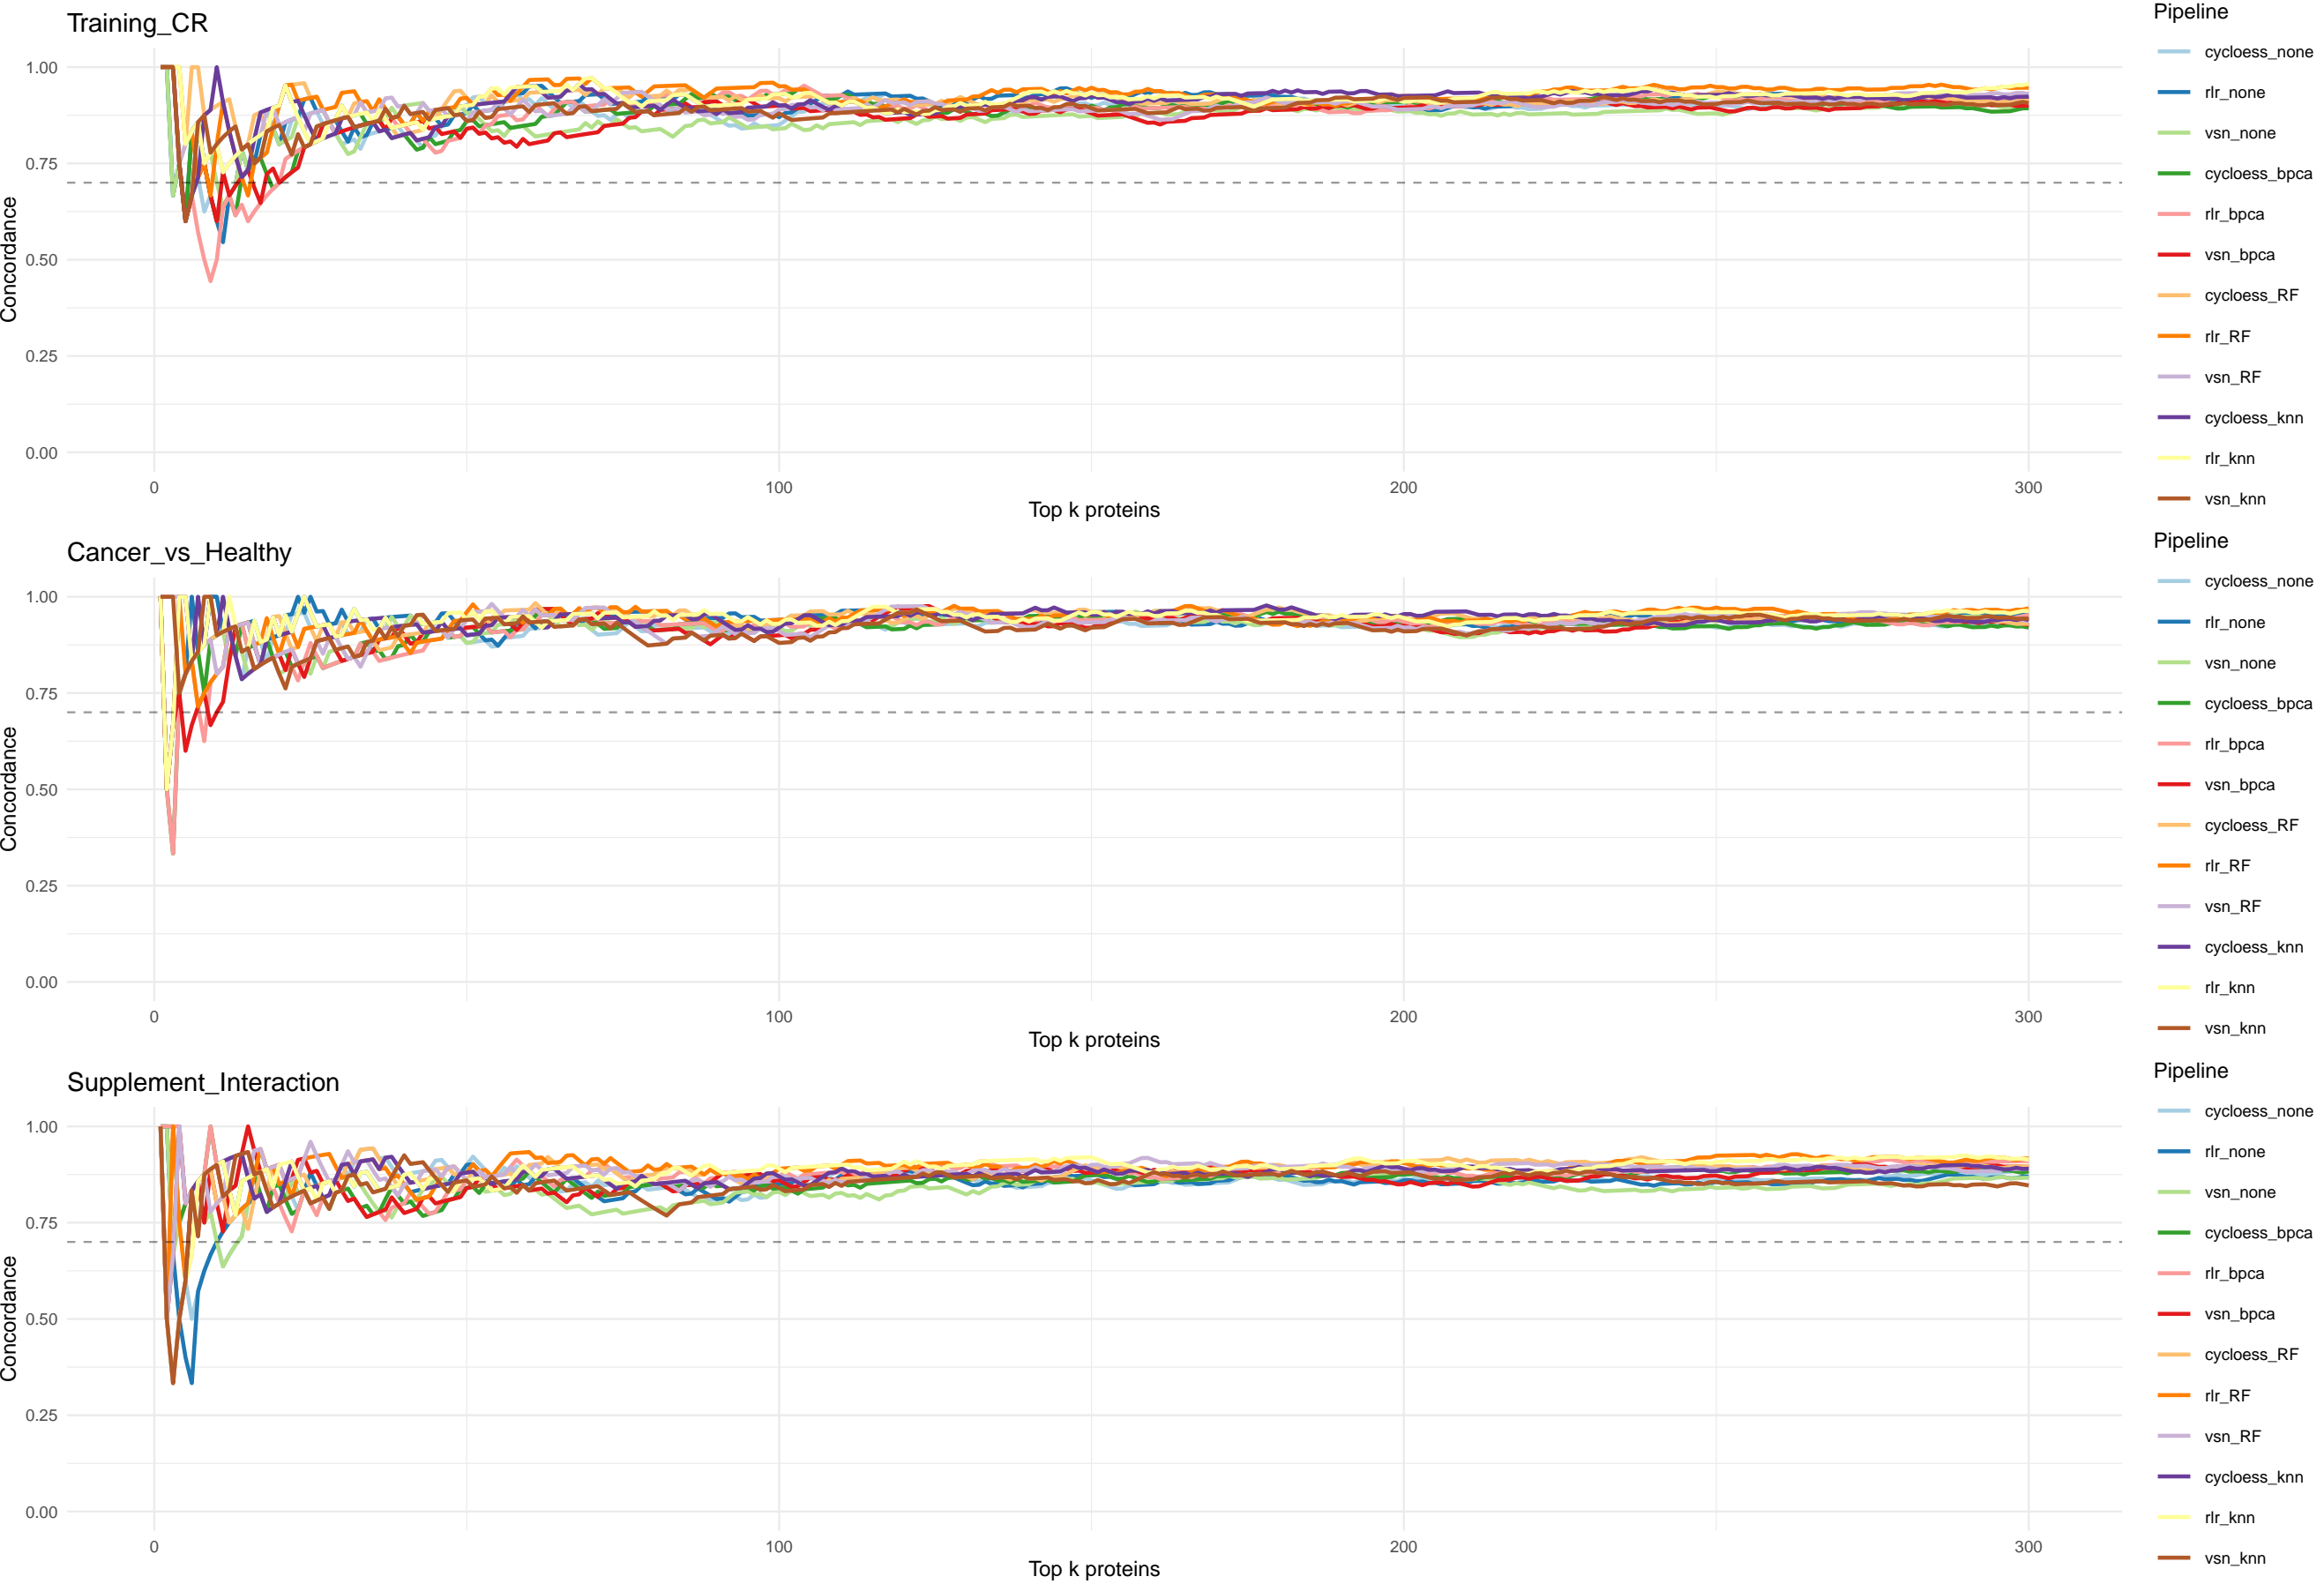 Training_CR
1.00
0.75
0.50
0.25
0.00
Concordance
0
100
200
300
Top k proteins
Pipeline
cycloess_none
rlr_none
vsn_none
cycloess_bpca
rlr_bpca
vsn_bpca
cycloess_RF
rlr_RF
vsn_RF
cycloess_knn
rlr_knn
vsn_knn
Cancer_vs_Healthy
1.00
0.75
0.50
0.25
0.00
Concordance
0
100
200
300
Top k proteins
Pipeline
cycloess_none
rlr_none
vsn_none
cycloess_bpca
rlr_bpca
vsn_bpca
cycloess_RF
rlr_RF
vsn_RF
cycloess_knn
rlr_knn
vsn_knn
Supplement_Interaction
1.00
0.75
0.50
0.25
0.00
Concordance
0
100
200
300
Top k proteins
Pipeline
cycloess_none
rlr_none
vsn_none
cycloess_bpca
rlr_bpca
vsn_bpca
cycloess_RF
rlr_RF
vsn_RF
cycloess_knn
rlr_knn
vsn_knn